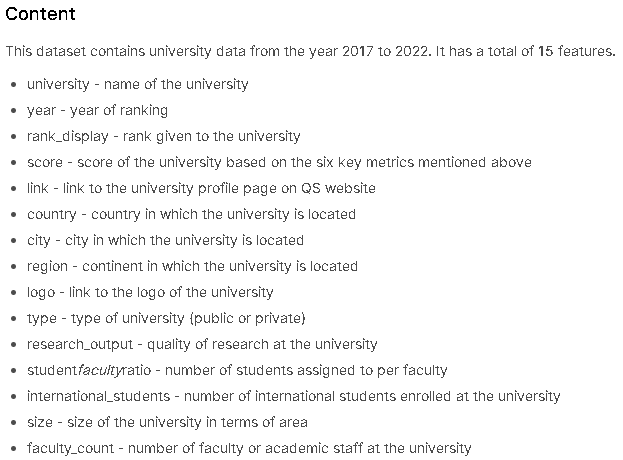 Content
This dataset contains university data from the year 2017 to 2022. It has a total of 15 features.
• university - name of the university
• year - year of ranking
• rank_display - rank given to the university
• score - score of the university based on the six key metrics mentioned above
• link - link to the university profile page on QS website
• country - country in which the university is located
• city - city in which the university is located
• region - continent in which the university is located
• logo - link to the logo of the university
• type - type of university (public or private)
• research_output - quality of research at the university
• studentfacultyratio - number of students assigned to per faculty
• international_students - number of international students enrolled at the university
• size - size of the university in terms of area
• faculty_count - number of faculty or academic staff at the university